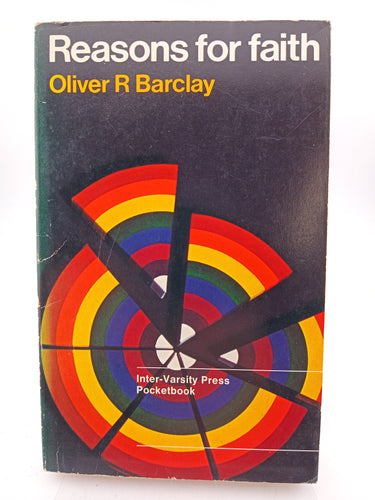 Reasons for faith
Oliver R Barclay
Inter-Varsity Press
Pocketbook